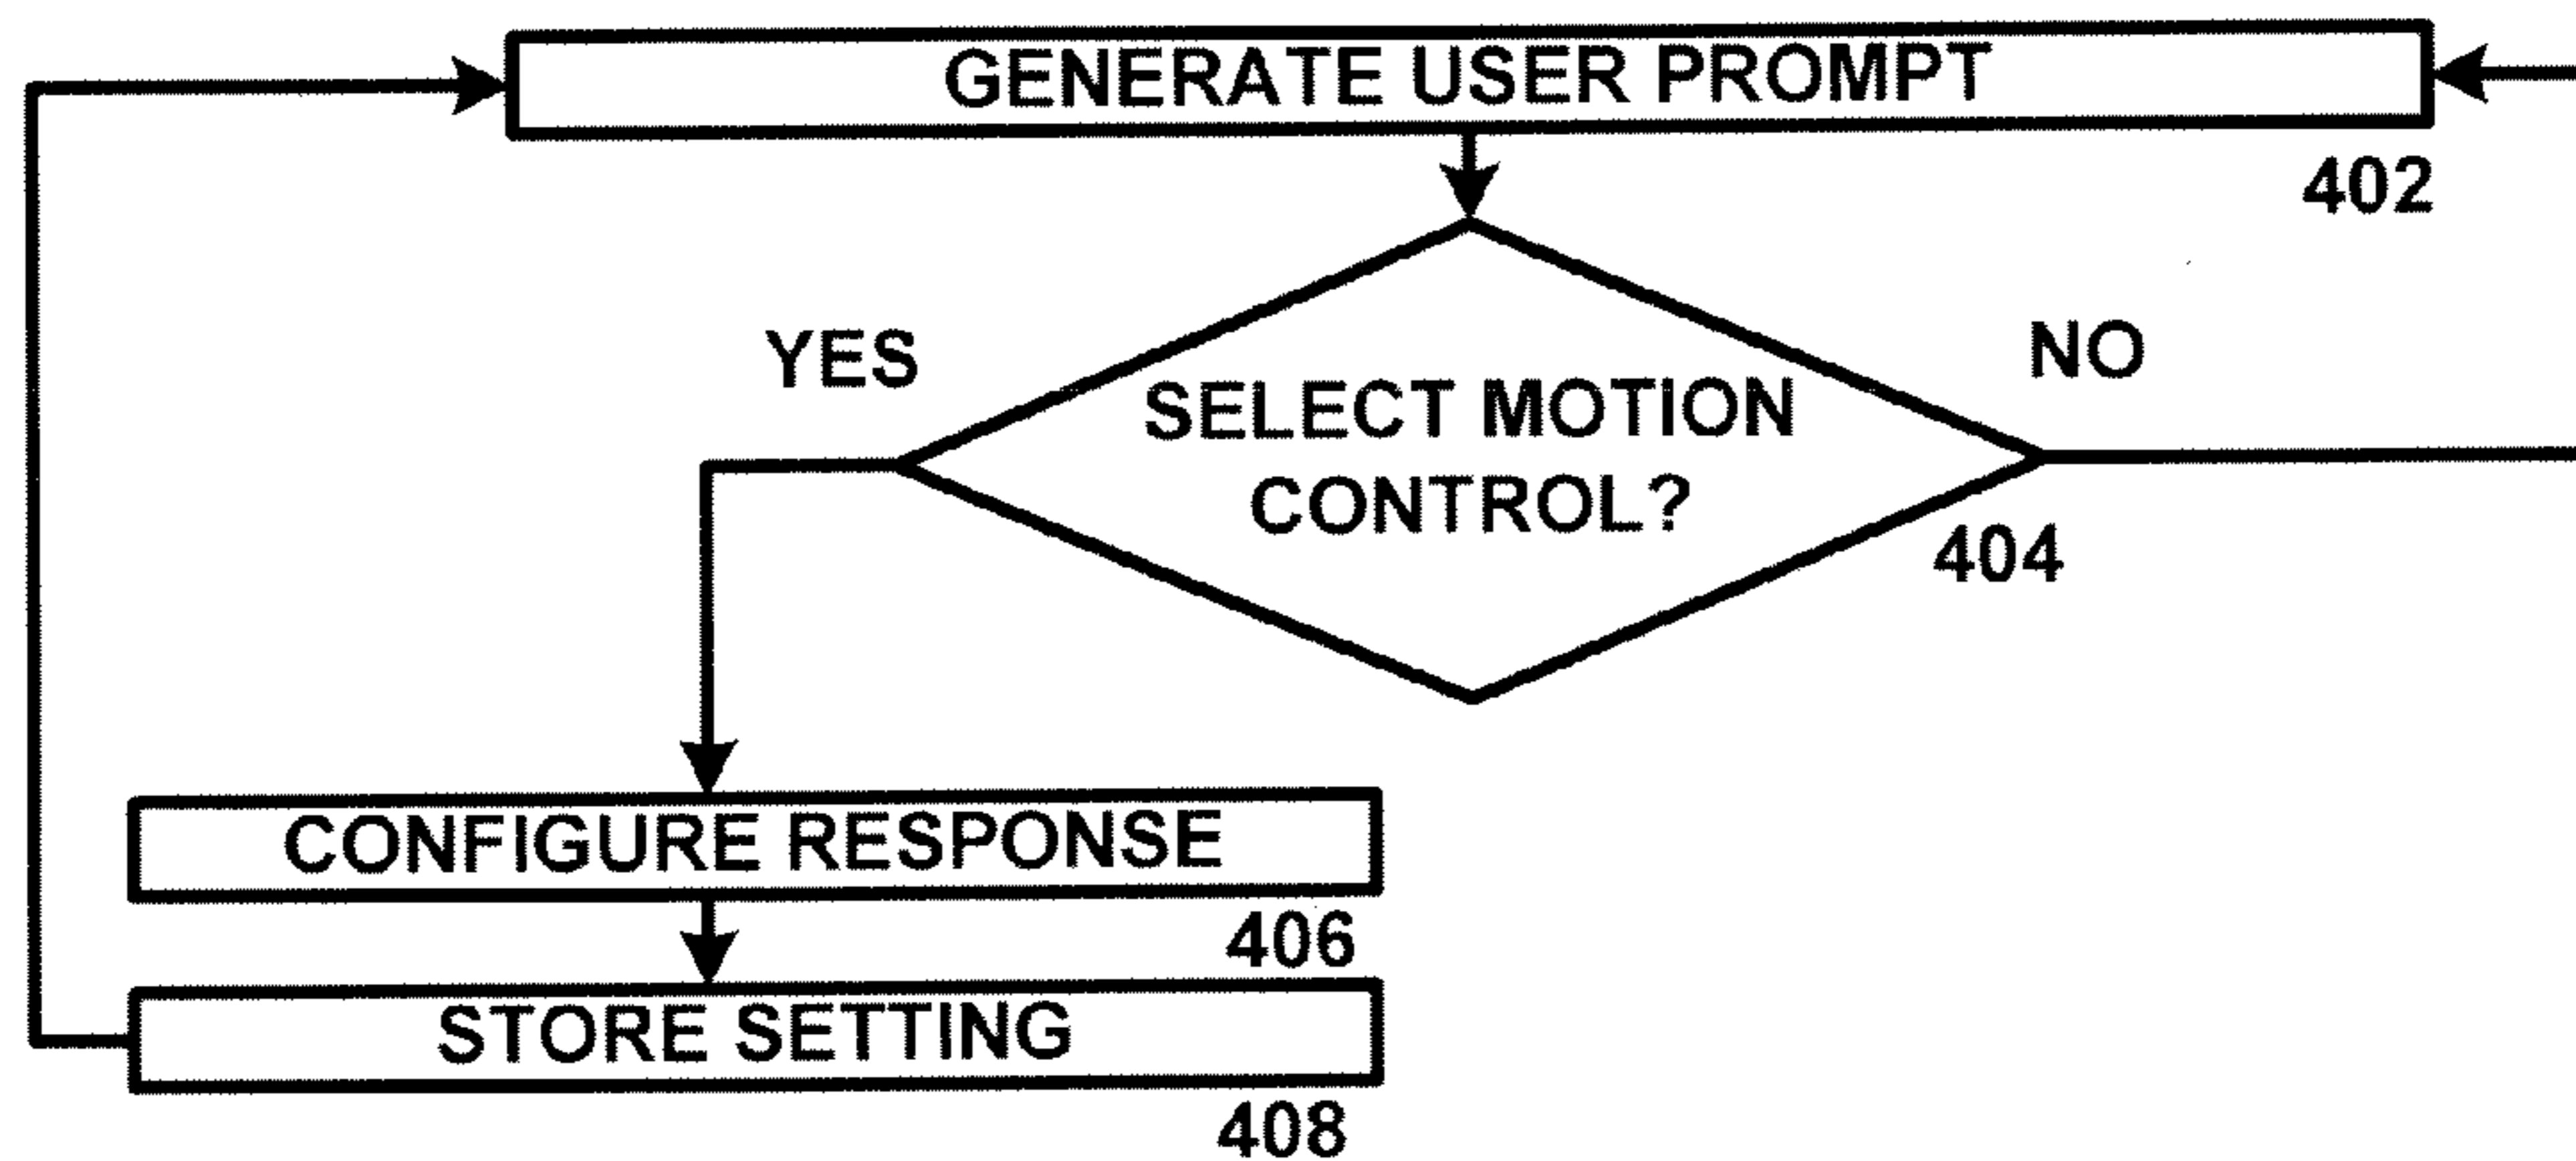 GENERATE USER PROMPT
402
YES
NO
SELECT MOTION
CONTROL?
404
CONFIGURE RESPONSE
406
STORE SETTING
408